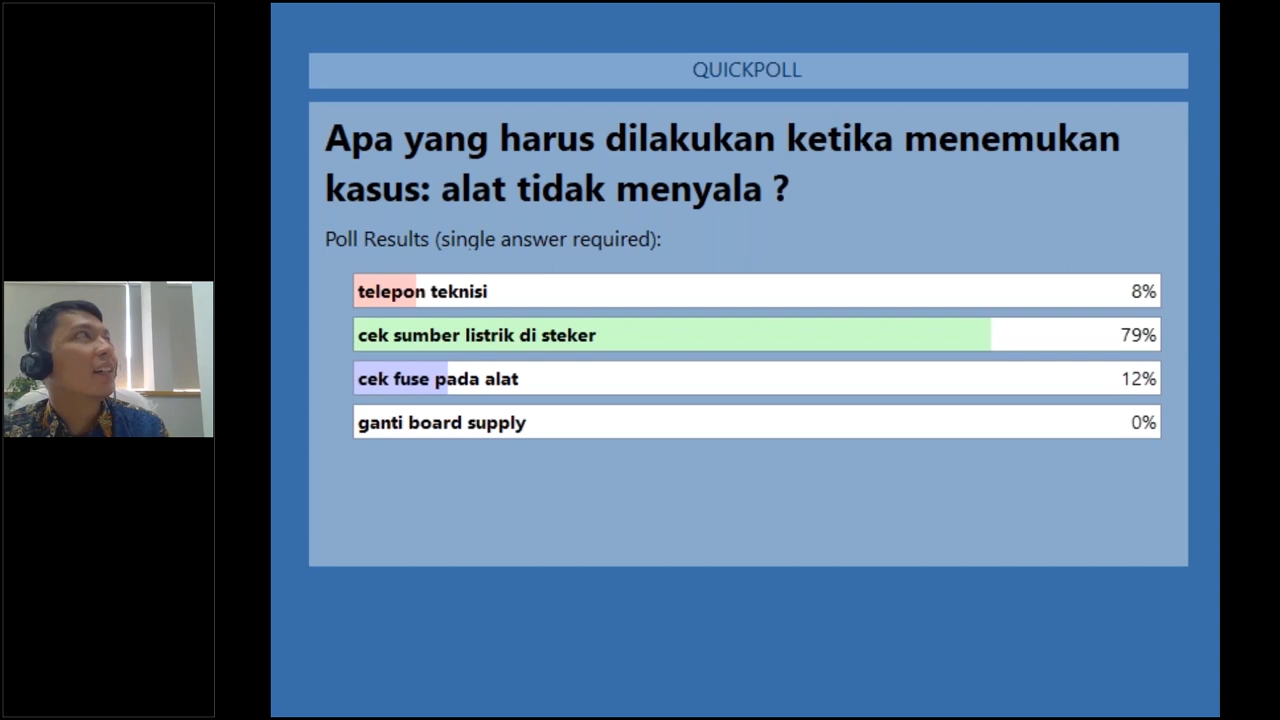 QUICKPOLL
Apa yang harus dilakukan ketika menemukan
kasus: alat tidak menyala ?
Poll Results (single answer required):
telepon teknisi 8%
cek sumber listrik di steker 79%
cek fuse pada alat 12%
ganti board supply 0%